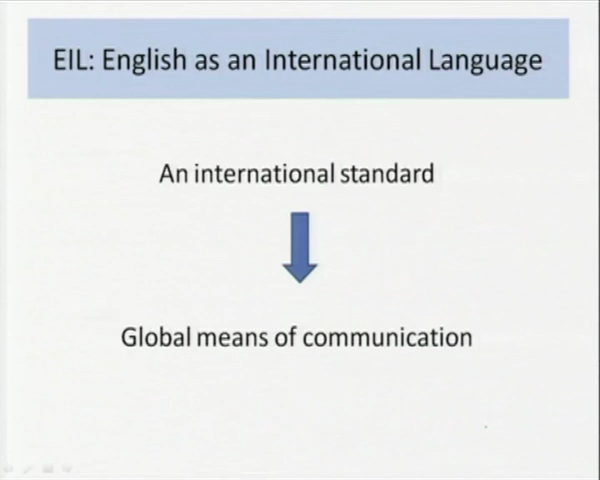 EIL: English as an International Language
An international standard
Global means of communication